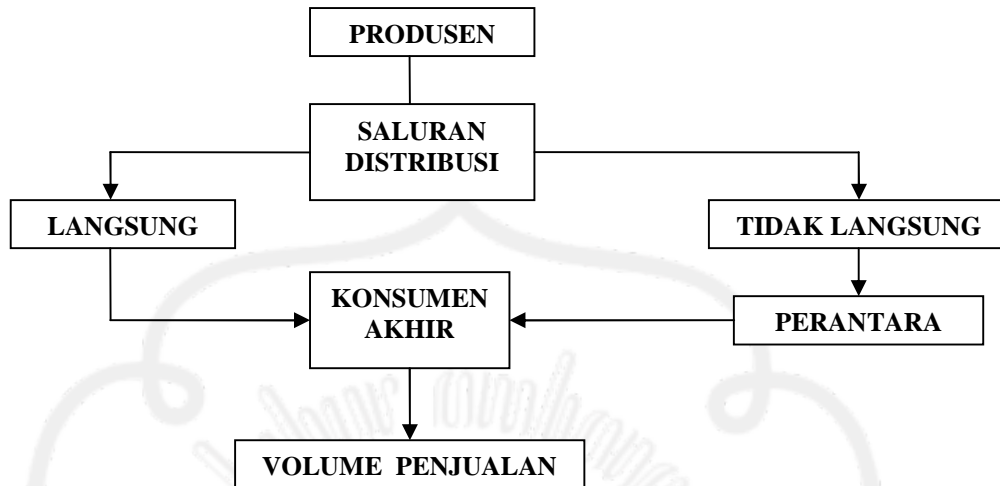 PRODUSEN
SALURAN
DISTRIBUSI
LANGSUNG
TIDAK LANGSUNG
KONSUMEN
AKHIR
PERANTARA
VOLUME PENJUALAN